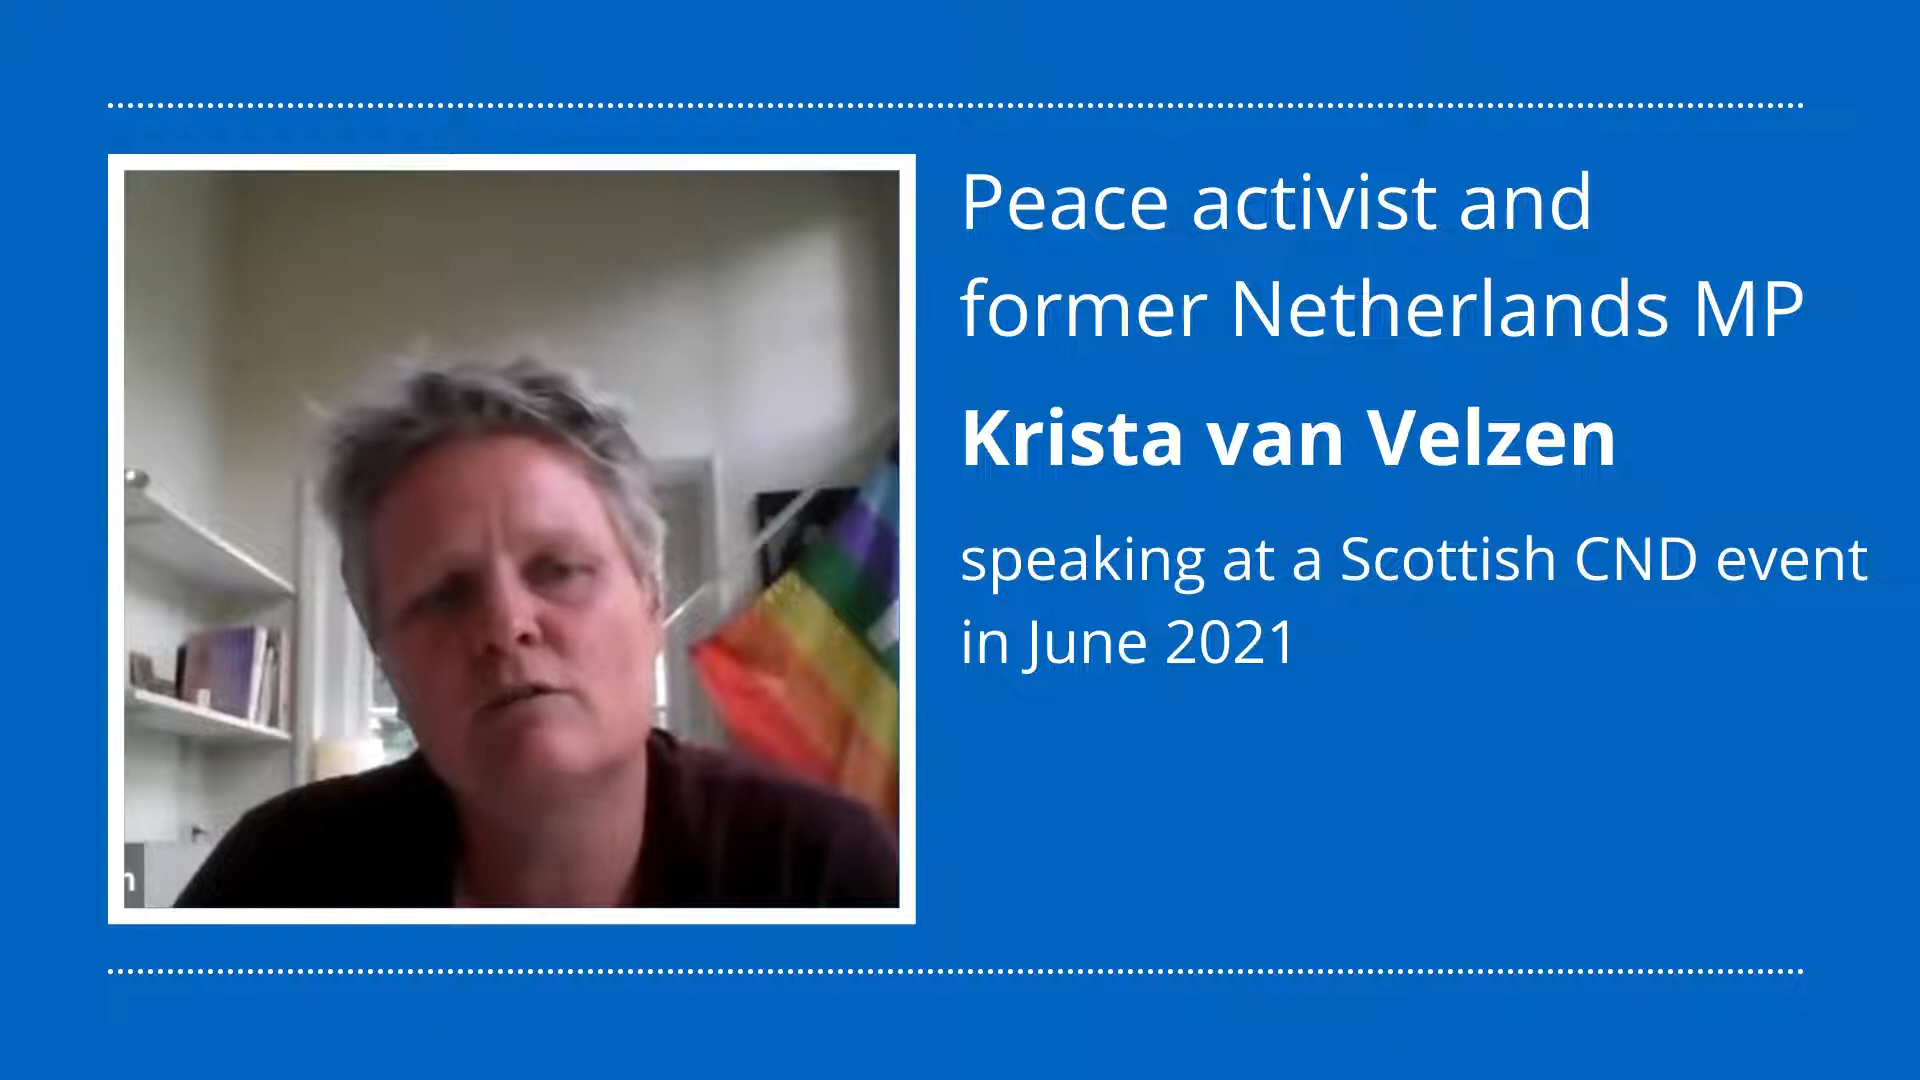 Peace activist and
former Netherlands MP
Krista van Velzen
speaking at a Scottish CND event
in June 2021
n